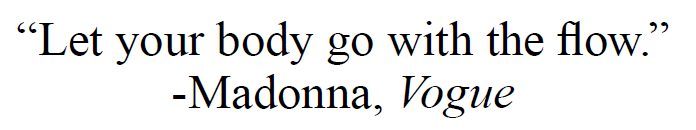 “Let your body go with the flow.”
-Madonna, Vogue